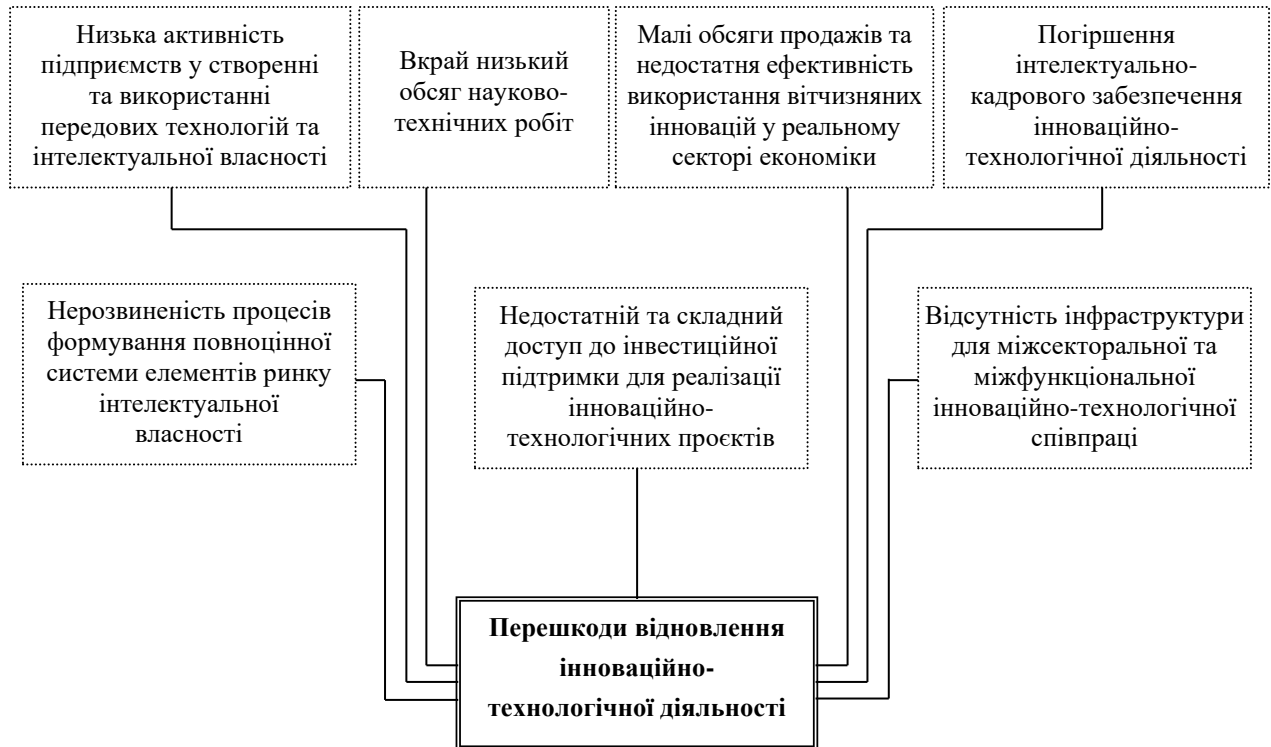 Низька активність
підприємств у створенні
та використанні
передових технологій та
інтелектуальної власності
Вкрай низький
обсяг науково-
технічних робіт
Малі обсяги продажів та
недостатня ефективність
використання вітчизняних
інновацій у реальному
секторі економіки
Погіршення
інтелектуально-
кадрового забезпечення
інноваційно-
технологічної діяльності
Нерозвиненість процесів
формування повноцінної
системи елементів ринку
інтелектуальної
власності
Недостатній та складний
доступ до інвестиційної
підтримки для реалізації
інноваційно-
технологічних проєктів
Відсутність інфраструктури
для міжсекторальної та
міжфункціональної
інноваційно-технологічної
співпраці
Перешкоди відновлення
інноваційно-
технологічної діяльності